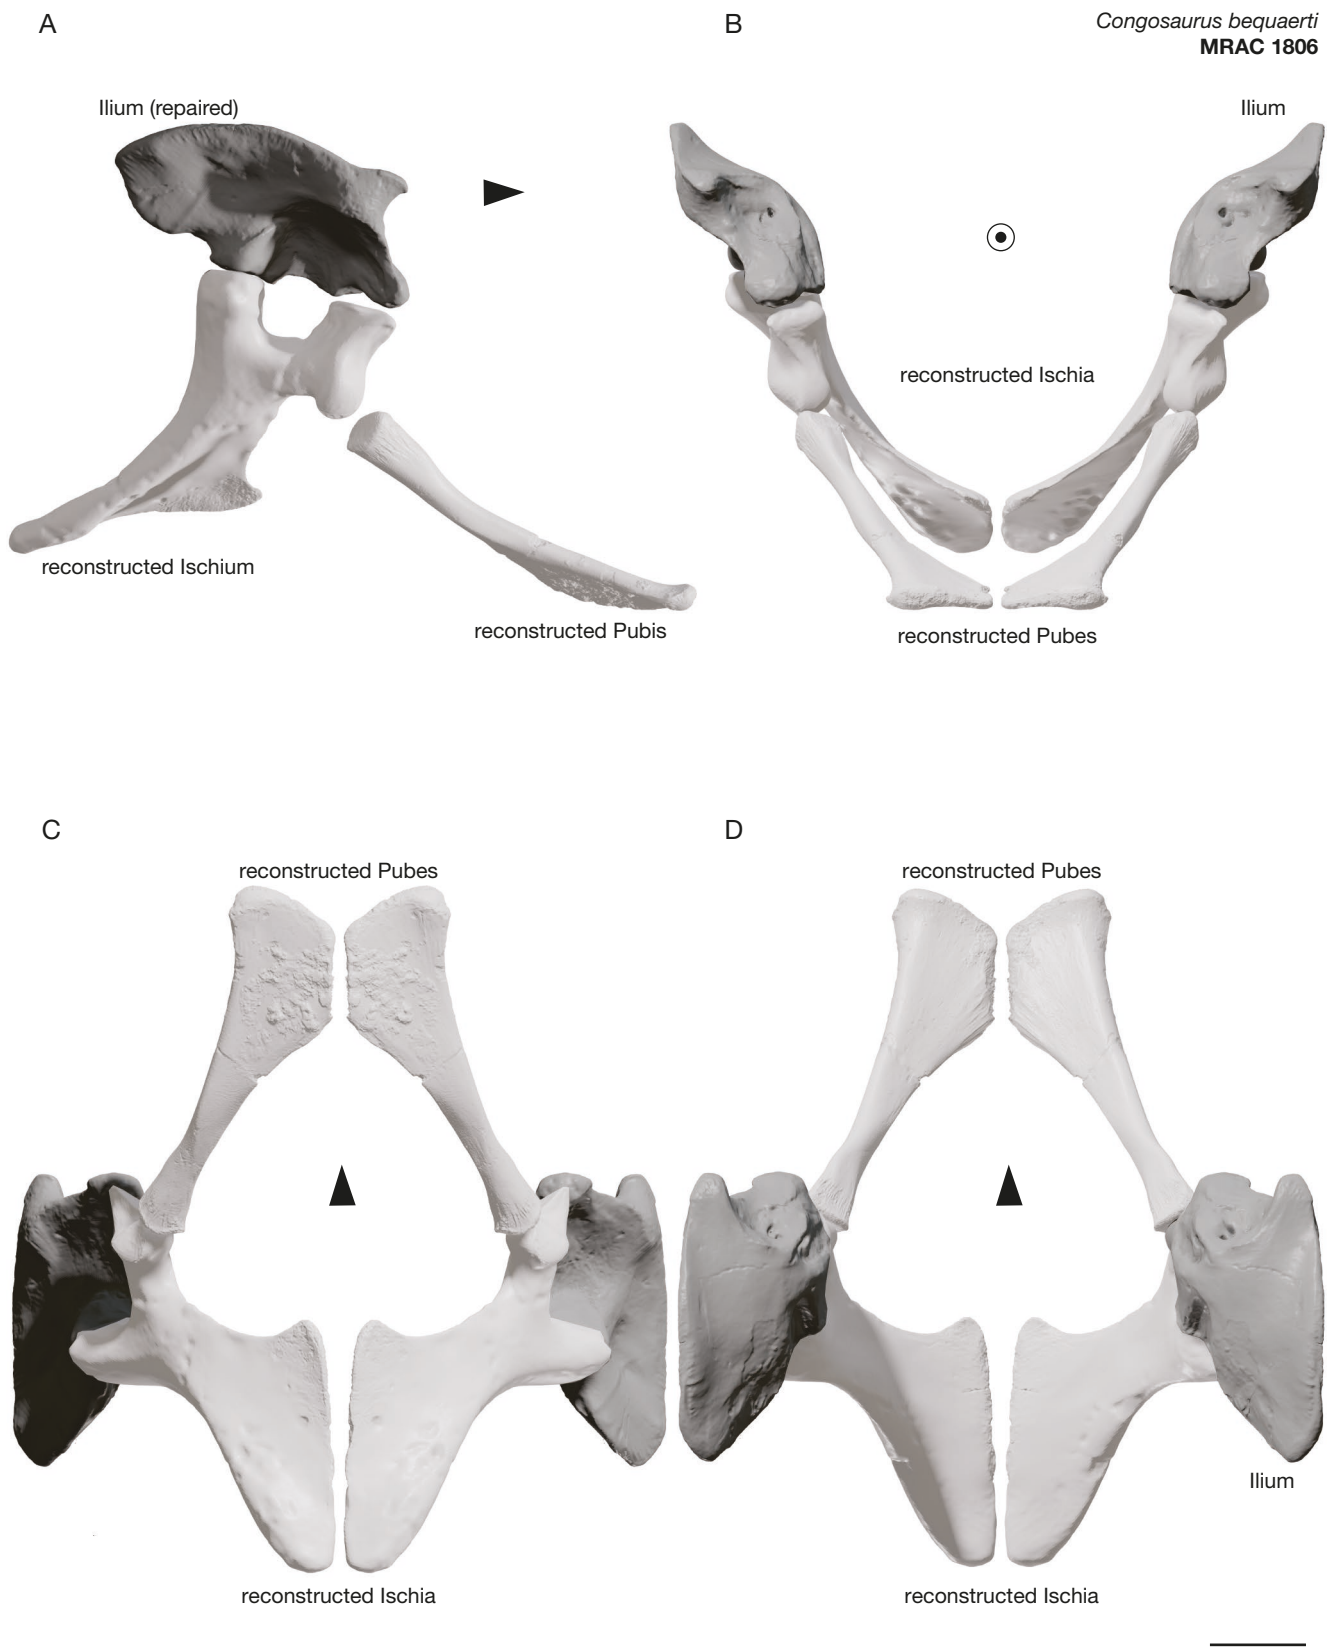 A
B
Congosaurus bequaerti
MRAC 1806
Ilium (repaired)
Ilium
reconstructed Ischia
reconstructed Ischium
reconstructed Pubis
reconstructed Pubes
C
D
reconstructed Pubes
reconstructed Pubes
Ilium
reconstructed Ischia
reconstructed Ischia